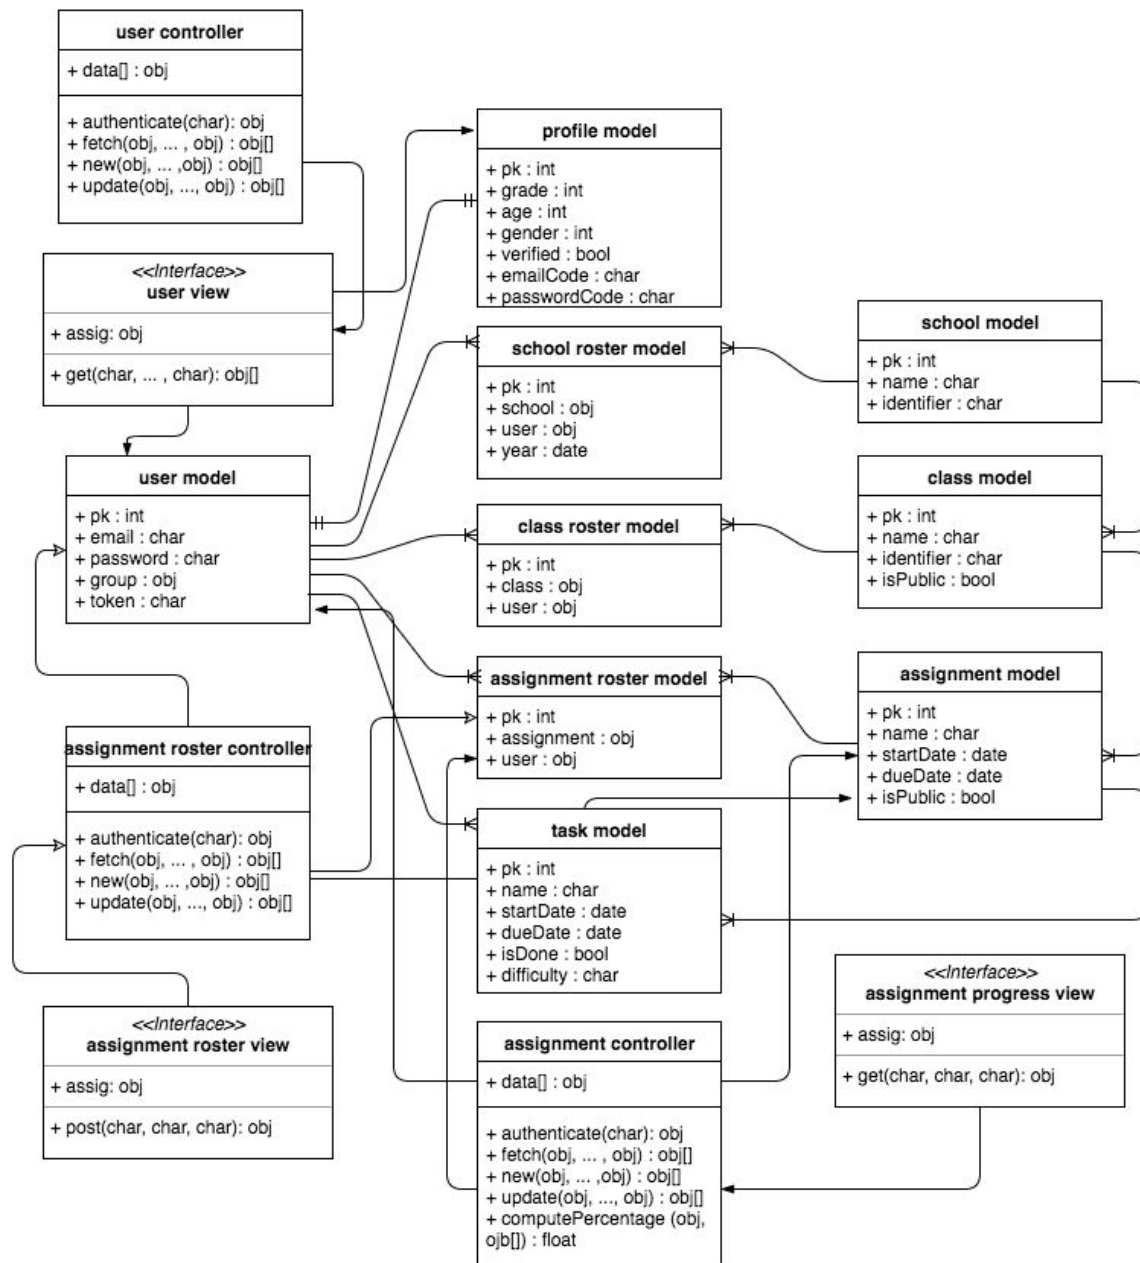 user controller
+ data[] : obj
+ authenticate(char): obj
+ fetch(obj, ... , obj) : obj[]
+ new(obj, ... ,obj) : obj[]
+ update(obj, ..., obj) : obj[]
<<Interface>>
user view
+ assig: obj
+ get(char, ... , char): obj[]
user model
+ pk : int
+ email : char
+ password : char
+ group : obj
+ token : char
assignment roster controller
+ data[] : obj
+ authenticate(char): obj
+ fetch(obj, ... , obj) : obj[]
+ new(obj, ... ,obj) : obj[]
+ update(obj, ..., obj) : obj[]
<<Interface>>
assignment roster view
+ assig: obj
+ post(char, char, char): obj
profile model
+ pk : int
+ grade : int
+ age : int
+ gender : int
+ verified : bool
+ emailCode : char
+ passwordCode : char
school roster model
+ pk : int
+ school : obj
+ user : obj
+ year : date
class roster model
+ pk : int
+ class : obj
+ user : obj
assignment roster model
+ pk : int
+ assignment : obj
+ user : obj
task model
+ pk : int
+ name : char
+ startDate : date
+ dueDate : date
+ isDone : bool
+ difficulty : char
assignment controller
+ data[] : obj
+ authenticate(char): obj
+ fetch(obj, ... , obj) : obj[]
+ new(obj, ... ,obj) : obj[]
+ update(obj, ..., obj) : obj[]
+ computePercentage (obj,
ojb[]) : float
school model
+ pk : int
+ name : char
+ identifier : char
class model
+ pk : int
+ name : char
+ identifier : char
+ isPublic : bool
assignment model
+ pk : int
+ name : char
+ startDate : date
+ dueDate : date
+ isPublic : bool
<<Interface>>
assignment progress view
+ assig: obj
+ get(char, char, char): obj